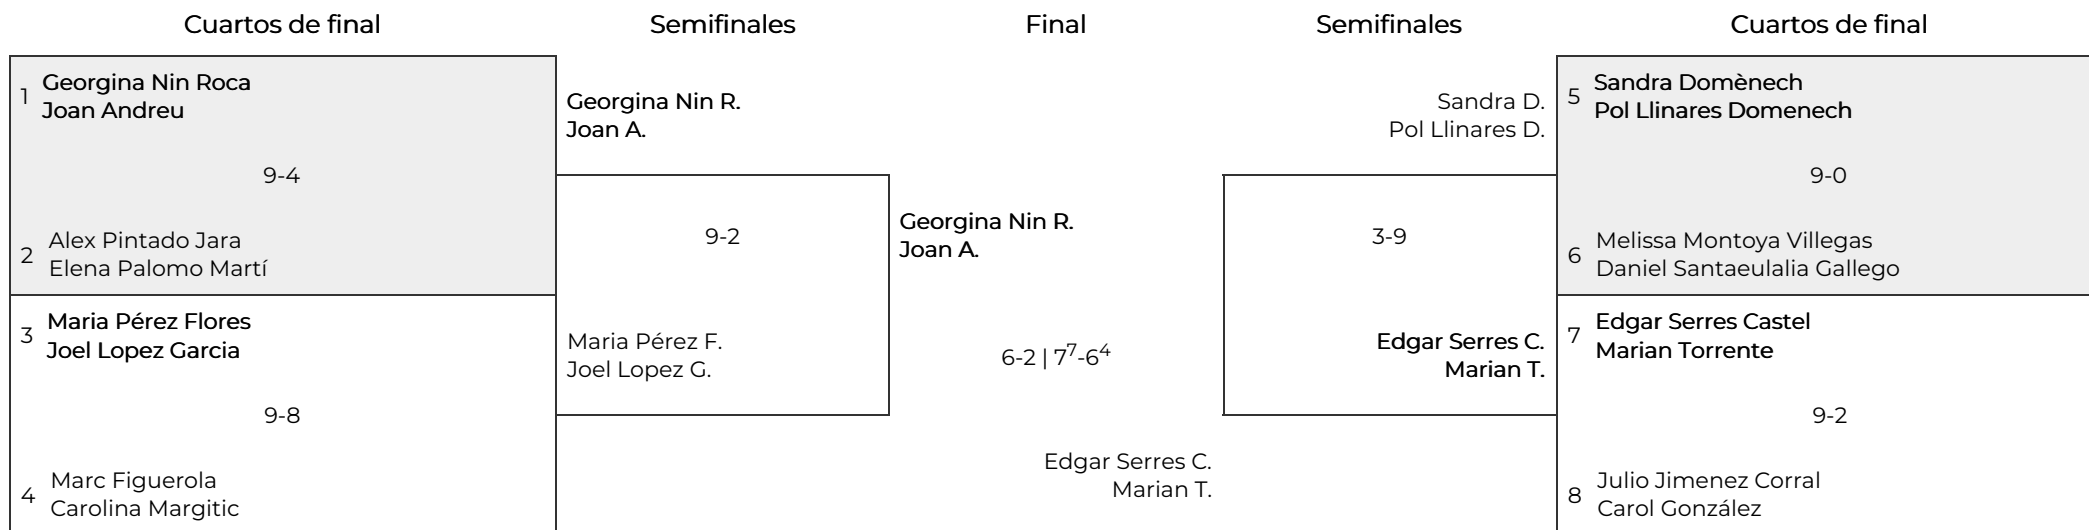 Cuartos de final
Semifinales
Final
Semifinales
Cuartos de final
1
Georgina Nin Roca
Joan Andreu
9-4
2
Alex Pintado Jara
Elena Palomo Martí
3
Maria Pérez Flores
Joel Lopez Garcia
9-8
4
Marc Figuerola
Carolina Margitic
Georgina Nin R.
Joan A.
9-2
Maria Pérez F.
Joel Lopez G.
Georgina Nin R.
Joan A.
6-2 | 7⁷-6⁴
Edgar Serres C.
Marian T.
Sandra D.
Pol Llinares D.
3-9
Edgar Serres C.
Marian T.
5
Sandra Domènech
Pol Llinares Domenech
9-0
6
Melissa Montoya Villegas
Daniel Santaeulalia Gallego
7
Edgar Serres Castel
Marian Torrente
9-2
8
Julio Jimenez Corral
Carol González